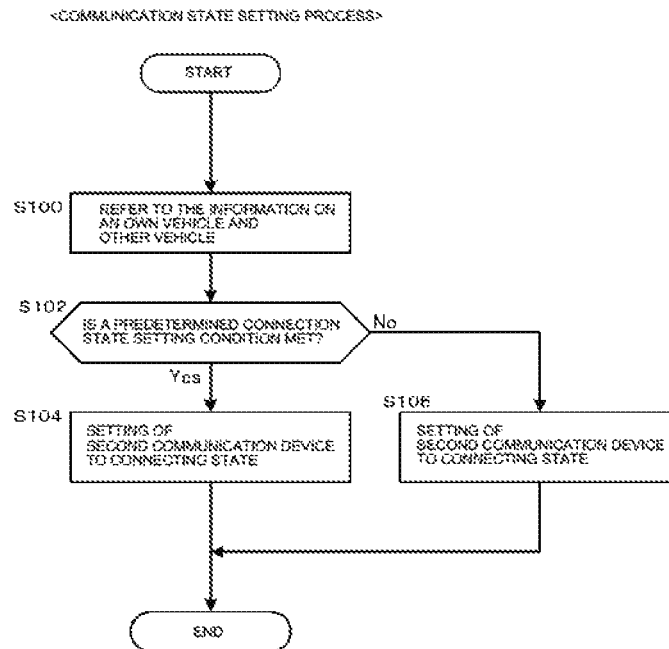 <COMMUNICATION STATE SETTING PROCESS>
START
S100
REFER TO THE INFORMATION ON
AN OWN VEHICLE AND
OTHER VEHICLE
S102
IS A PREDETERMINED CONNECTION
STATE SETTING CONDITION MET?
No
Yes
S104
SETTING OF
SECOND COMMUNICATION DEVICE
TO CONNECTING STATE
S106
SETTING OF
SECOND COMMUNICATION DEVICE
TO CONNECTING STATE
END